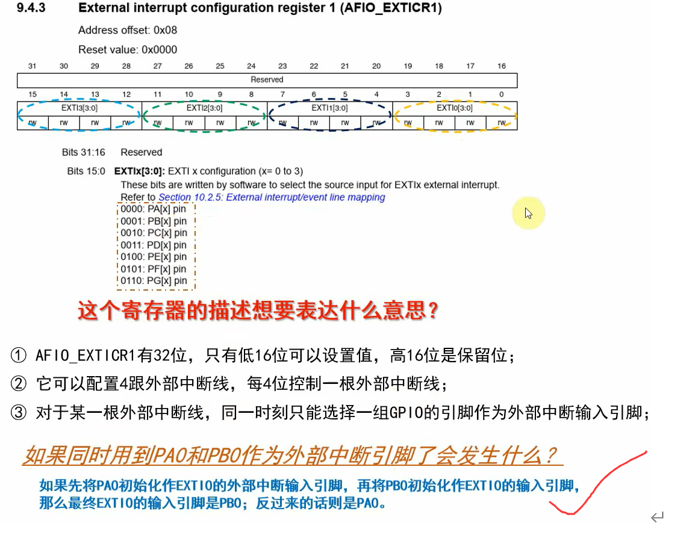 9.4.3 External interrupt configuration register 1 (AFIO_EXTICR1)
Address offset: 0x08
Reset value: 0x0000
31 30 29 28 27 26 25 24 23 22 21 20 19 18 17 16
Reserved
15 14 13 12 11 10 9 8 7 6 5 4 3 2 1 0
EXTI3[3:0] EXTI2[3:0] EXTI1[3:0] EXTI0[3:0]
rw rw rw rw rw rw rw rw rw rw rw rw rw rw rw rw
Bits 31:16 Reserved
Bits 15:0 EXTIx[3:0]: EXTI x configuration (x= 0 to 3)
These bits are written by software to select the source input for EXTIx external interrupt.
Refer to Section 10.2.5: External interrupt/event line mapping
0000: PA[x] pin
0001: PB[x] pin
0010: PC[x] pin
0011: PD[x] pin
0100: PE[x] pin
0101: PF[x] pin
0110: PG[x] pin
这个寄存器的描述想要表达什么意思？
① AFIO_EXTICR1有32位，只有低16位可以设置值，高16位是保留位；
② 它可以配置4跟外部中断线，每4位控制一根外部中断线；
③ 对于某一根外部中断线，同一时刻只能选择一组GPIO的引脚作为外部中断输入引脚；
如果同时用到PA0和PB0作为外部中断引脚了会发生什么？
如果先将PA0初始化作EXTI0的外部中断输入引脚，再将PB0初始化作EXTI0的输入引脚，
那么最终EXTI0的输入引脚是PB0；反过来的话则是PA0。